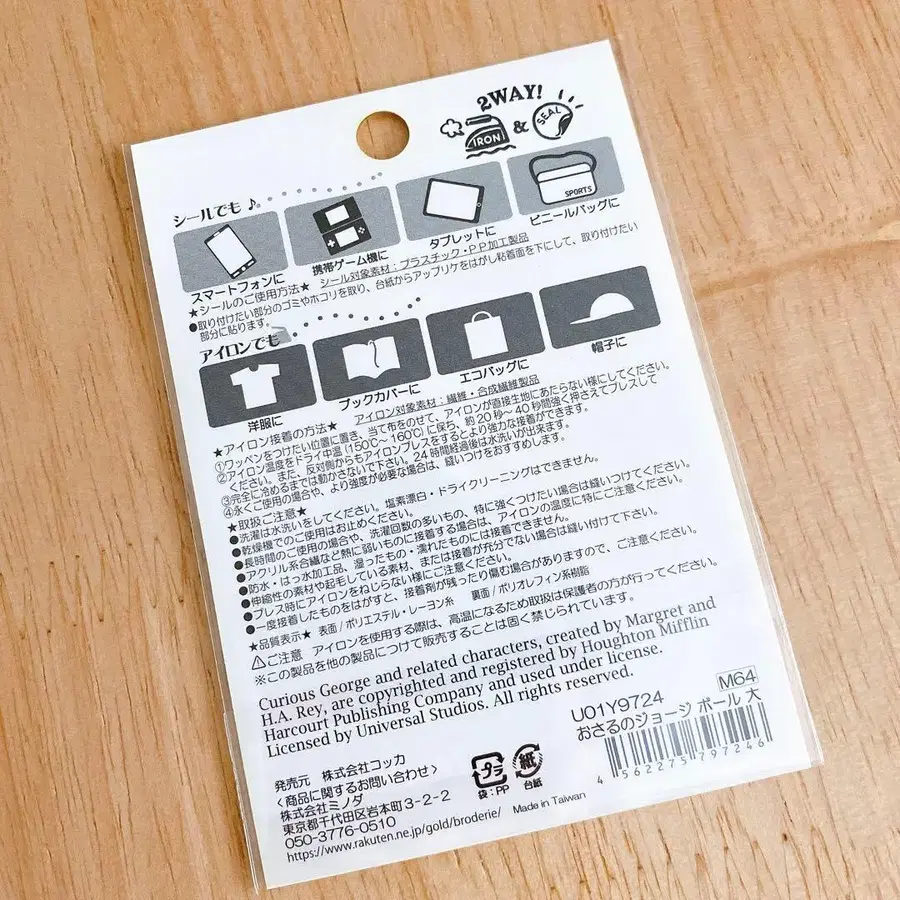 2WAY!
IRON & SEAL
シールでも♪
SPORTS
スマートフォンに
携帯ゲーム機に
タブレットに
ビニールバッグに
シール対象素材:プラスチック・PP加工製品
★シールのご使用方法★
●取り付けたい部分のゴミやホコリを取り、台紙からアップリケをはがし粘着面を下にして、取り付けたい
部分に貼ります。
アイロンでも
洋服に
ブックカバーに
エコバッグに
帽子に
アイロン対象素材:繊維・合成繊維製品
★アイロン接着の方法★
①ワッペンをつけたい位置に置き、当て布をのせて、アイロンが直接生地にあたらない様にしてください。
②アイロン温度をドライ中温(150℃~160℃)に保ち、約20秒~40秒間強く押さえてプレスして
ください。また、反対側からもアイロンプレスをするとより強力な接着ができます。
③完全に冷めるまでは動かさないで下さい。24時間経過後は水洗いが出来ます。
④永くご使用の場合や、より強度が必要な場合は、縫いつけをおすすめします。
★取扱ご注意★
●洗濯は水洗いをしてください。塩素漂白・ドライクリーニングはできません。
●乾燥機でのご使用はお止めください。
●長時間のご使用の場合や、洗濯回数の多いもの、特に強くつけたい場合は縫いつけてください。
●アクリル系合繊など熱に弱いものに接着する場合は、アイロンの温度に特にご注意ください。
●防水・はっ水加工品、湿ったもの・濡れたものには接着できません。
●伸縮性の素材や起毛している素材、または接着が充分でない場合は縫い付けて下さい。
●プレス時にアイロンをねじらない様にご注意ください。
●一度接着したものをはがすと、接着剤が残ったり傷む場合がありますので、ご注意ください。
★品質表示★ 表面/ポリエステル・レーヨン糸 裏面/ポリオレフィン系樹脂
⚠ご注意 アイロンを使用する際は、高温になるため取扱は保護者の方が行ってください。
※この製品を他の製品につけて販売することは固く禁じられています。
Curious George and related characters, created by Margret and
H.A. Rey, are copyrighted and registered by Houghton Mifflin
Harcourt Publishing Company and used under license.
Licensed by Universal Studios. All rights reserved.
M64
U01Y9724
おさるのジョージ ボール 大
4 562275 797246
発売元 株式会社コッカ
<商品に関するお問い合わせ>
株式会社ミノダ
東京都千代田区岩本町3-2-2
050-3776-0510
https://www.rakuten.ne.jp/gold/broderie/
プラ
袋:PP
紙
台紙
Made in Taiwan